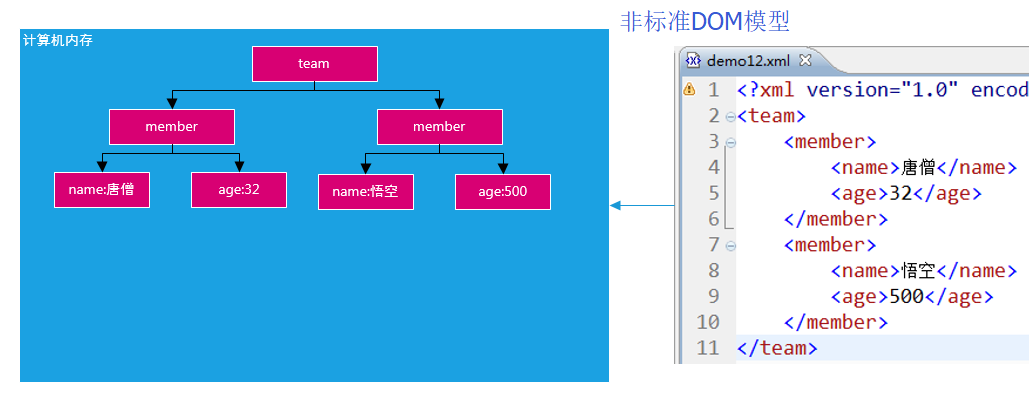 非标准DOM模型
计算机内存
team
member
member
name:唐僧
age:32
name:悟空
age:500
demo12.xml
1 <?xml version="1.0" encod
2 <team>
3 <member>
4 <name>唐僧</name>
5 <age>32</age>
6 </member>
7 <member>
8 <name>悟空</name>
9 <age>500</age>
10 </member>
11 </team>